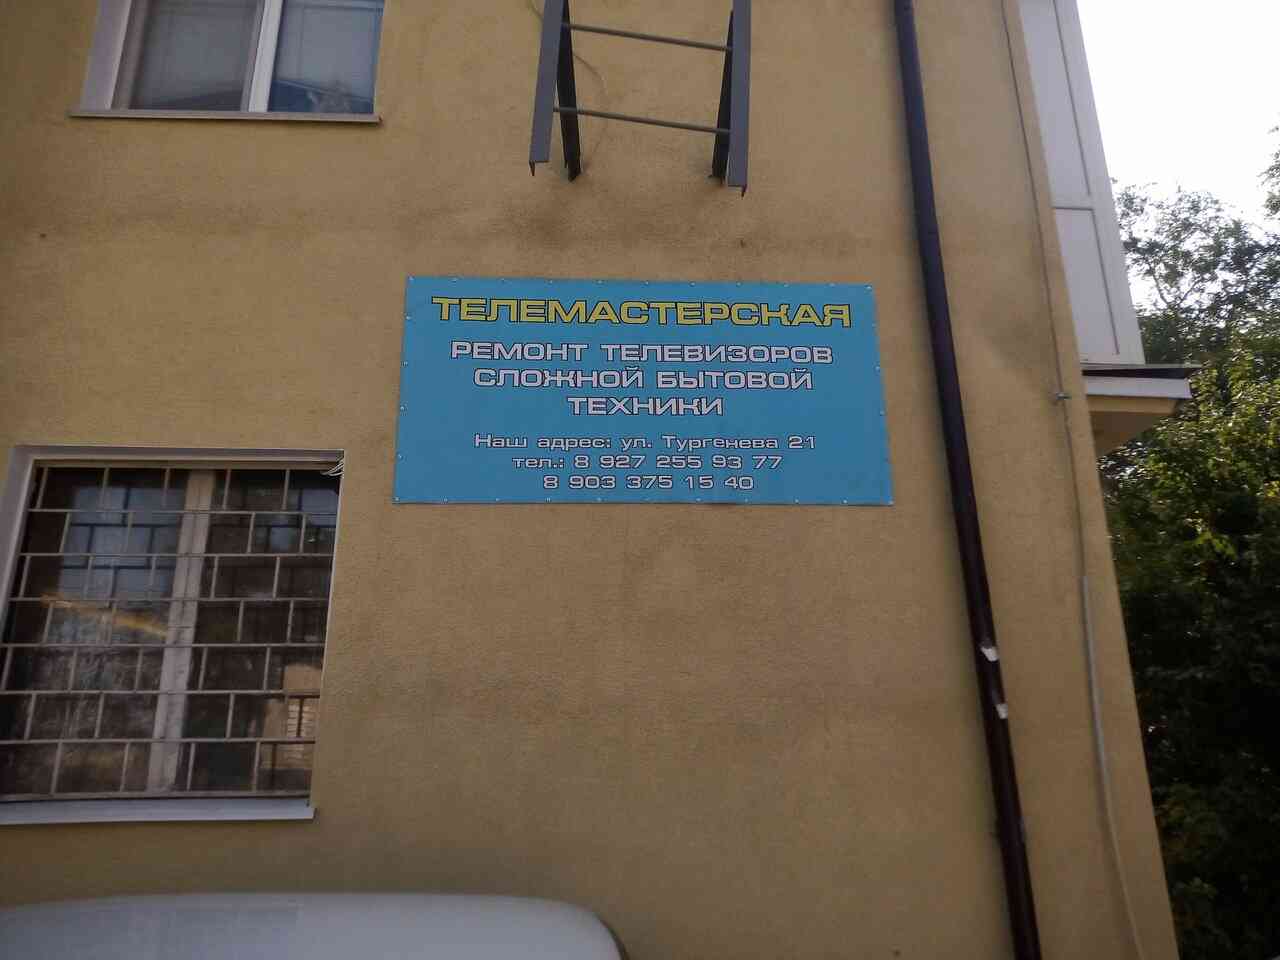 ТЕЛЕМАСТЕРСКАЯ
РЕМОНТ ТЕЛЕВИЗОРОВ
СЛОЖНОЙ БЫТОВОЙ
ТЕХНИКИ
Наш адрес: ул. Тургенева 21
тел.: 8 927 255 93 77
8 903 375 15 40